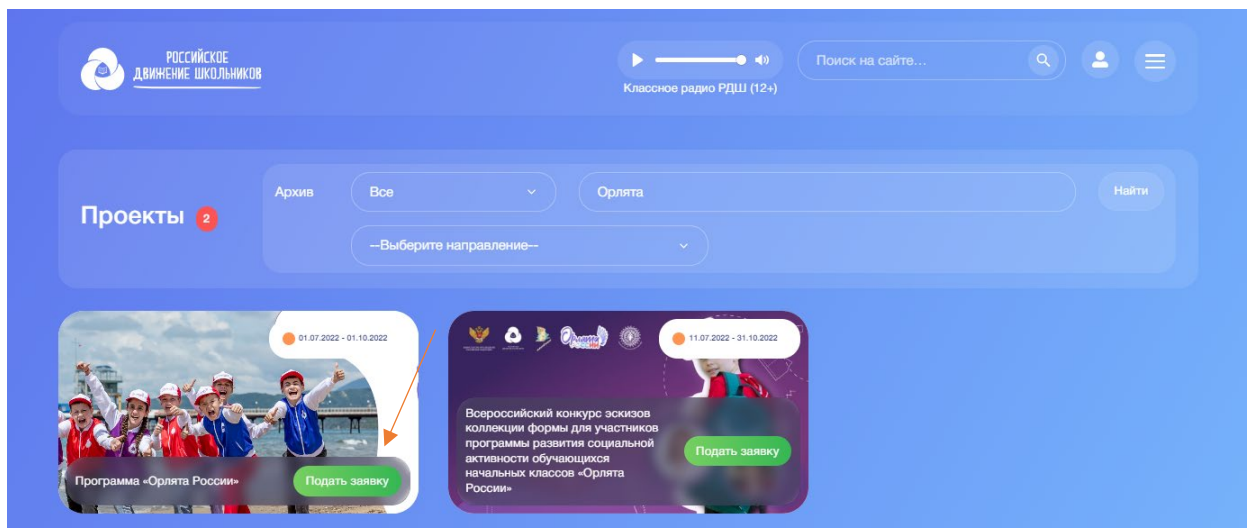 РОССИЙСКОЕ
ДВИЖЕНИЕ ШКОЛЬНИКОВ
Классное радио РДШ (12+)
Поиск на сайте...
Проекты 2
Архив
Все
Орлята
Найти
--Выберите направление--
01.07.2022 - 01.10.2022
Программа «Орлята России»
Подать заявку
Орлята
России
11.07.2022 - 31.10.2022
Всероссийский конкурс эскизов
коллекции формы для участников
программы развития социальной
активности обучающихся
начальных классов «Орлята
России»
Подать заявку